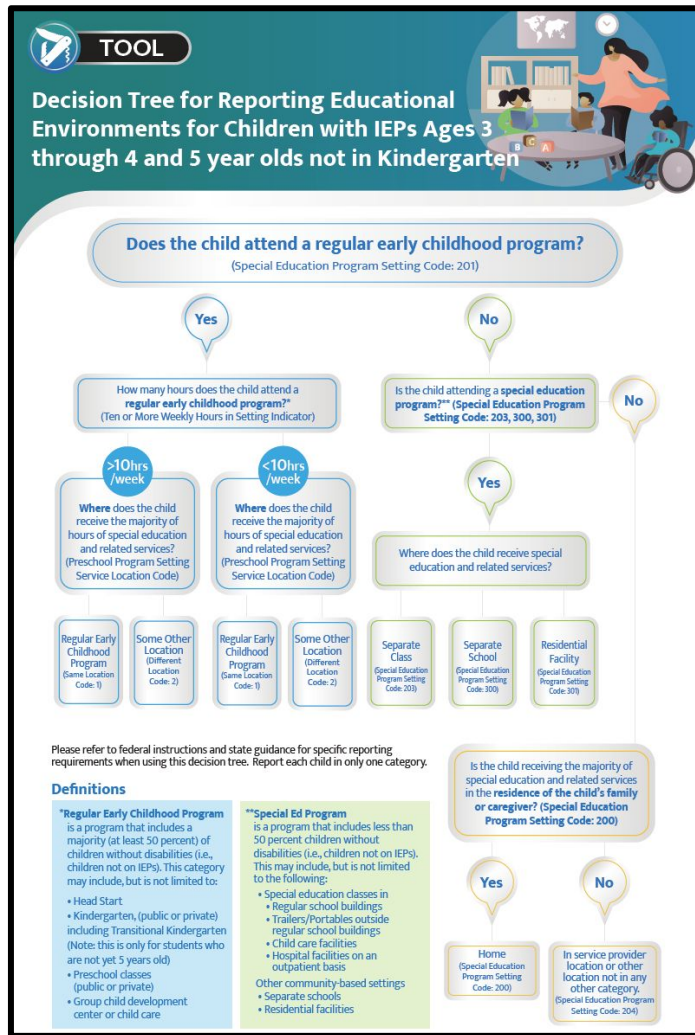 TOOL
Decision Tree for Reporting Educational
Environments for Children with IEPs Ages 3
through 4 and 5 year olds not in Kindergarten
B C A
Does the child attend a regular early childhood program?
(Special Education Program Setting Code: 201)
Yes
No
How many hours does the child attend a
regular early childhood program?*
(Ten or More Weekly Hours in Setting Indicator)
Is the child attending a special education
program?** (Special Education Program
Setting Code: 203, 300, 301)
No
>10hrs
/week
Where does the child
receive the majority of
hours of special education
and related services?
(Preschool Program Setting
Service Location Code)
<10hrs
/week
Where does the child
receive the majority of
hours of special education
and related services?
(Preschool Program Setting
Service Location Code)
Yes
Where does the child receive special
education and related services?
Regular Early
Childhood
Program
(Same Location
Code: 1)
Some Other
Location
(Different
Location
Code: 2)
Regular Early
Childhood
Program
(Same Location
Code: 1)
Some Other
Location
(Different
Location
Code: 2)
Separate
Class
(Special Education
Program Setting
Code: 203)
Separate
School
(Special Education
Program Setting
Code: 300)
Residential
Facility
(Special Education
Program Setting
Code: 301)
Please refer to federal instructions and state guidance for specific reporting
requirements when using this decision tree. Report each child in only one category.
Definitions
*Regular Early Childhood Program
is a program that includes a
majority (at least 50 percent) of
children without disabilities (i.e.,
children not on IEPs). This category
may include, but is not limited to:
• Head Start
• Kindergarten, (public or private)
including Transitional Kindergarten
(Note: this is only for students who
are not yet 5 years old)
• Preschool classes
(public or private)
• Group child development
center or child care
**Special Ed Program
is a program that includes less than
50 percent children without
disabilities (i.e., children not on IEPs).
This may include, but is not limited
to the following:
• Special education classes in
• Regular school buildings
• Trailers/Portables outside
regular school buildings
• Child care facilities
• Hospital facilities on an
outpatient basis
Other community-based settings
• Separate schools
• Residential facilities
Is the child receiving the majority of
special education and related services
in the residence of the child's family
or caregiver? (Special Education
Program Setting Code: 200)
Yes
No
Home
(Special Education
Program Setting
Code: 200)
In service provider
location or other
location not in any
other category.
(Special Education Program
Setting Code: 204)